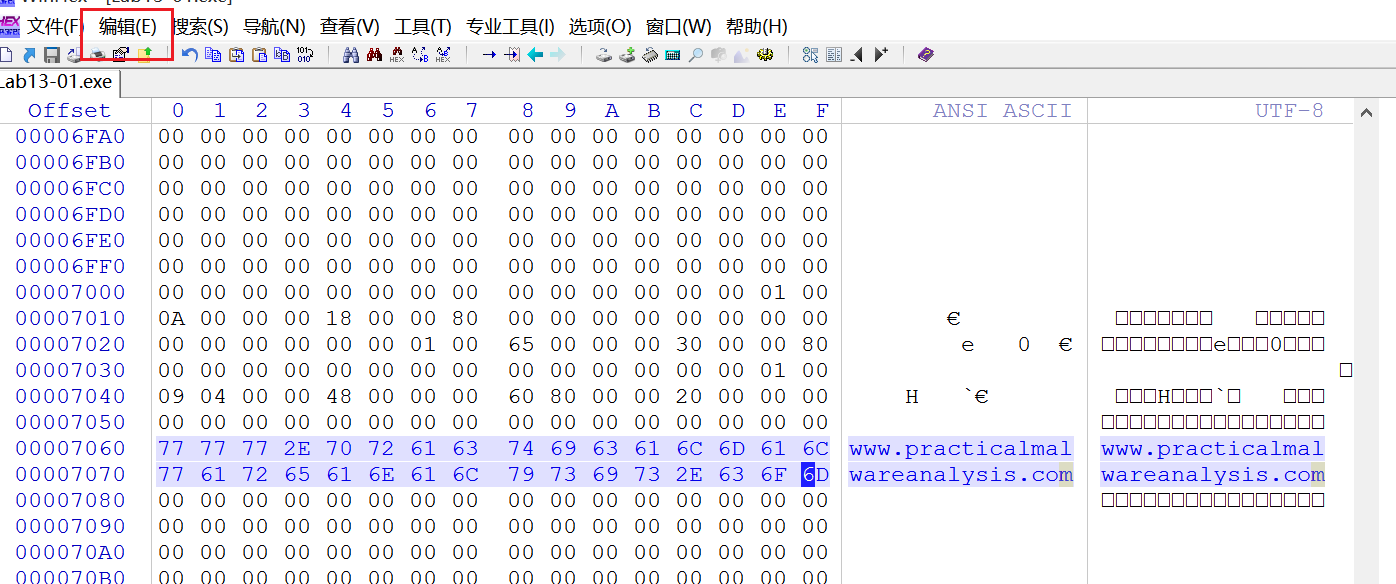 WinHex - [Lab13-01.exe]
文件(F) 编辑(E) 搜索(S) 导航(N) 查看(V) 工具(T) 专业工具(I) 选项(O) 窗口(W) 帮助(H)
Lab13-01.exe
Offset 0 1 2 3 4 5 6 7 8 9 A B C D E F ANSI ASCII UTF-8
00006FA0 00 00 00 00 00 00 00 00 00 00 00 00 00 00 00 00
00006FB0 00 00 00 00 00 00 00 00 00 00 00 00 00 00 00 00
00006FC0 00 00 00 00 00 00 00 00 00 00 00 00 00 00 00 00
00006FD0 00 00 00 00 00 00 00 00 00 00 00 00 00 00 00 00
00006FE0 00 00 00 00 00 00 00 00 00 00 00 00 00 00 00 00
00006FF0 00 00 00 00 00 00 00 00 00 00 00 00 00 00 00 00
00007000 00 00 00 00 00 00 00 00 00 00 00 00 00 00 01 00
00007010 0A 00 00 00 18 00 00 80 00 00 00 00 00 00 00 00 € □□□□□□□ □□□□□
00007020 00 00 00 00 00 00 01 00 65 00 00 00 30 00 00 80 e 0 € □□□□□□□□e□□□0□□□
00007030 00 00 00 00 00 00 00 00 00 00 00 00 00 00 01 00 □
00007040 09 04 00 00 48 00 00 00 60 80 00 00 20 00 00 00 H `€ □□□H□□□`□ □□□
00007050 00 00 00 00 00 00 00 00 00 00 00 00 00 00 00 00 □□□□□□□□□□□□□□□□
00007060 77 77 77 2E 70 72 61 63 74 69 63 61 6C 6D 61 6C www.practicalmal www.practicalmal
00007070 77 61 72 65 61 6E 61 6C 79 73 69 73 2E 63 6F 6D wareanalysis.com wareanalysis.com
00007080 00 00 00 00 00 00 00 00 00 00 00 00 00 00 00 00 □□□□□□□□□□□□□□□□
00007090 00 00 00 00 00 00 00 00 00 00 00 00 00 00 00 00
000070A0 00 00 00 00 00 00 00 00 00 00 00 00 00 00 00 00
000070B0 00 00 00 00 00 00 00 00 00 00 00 00 00 00 00 00